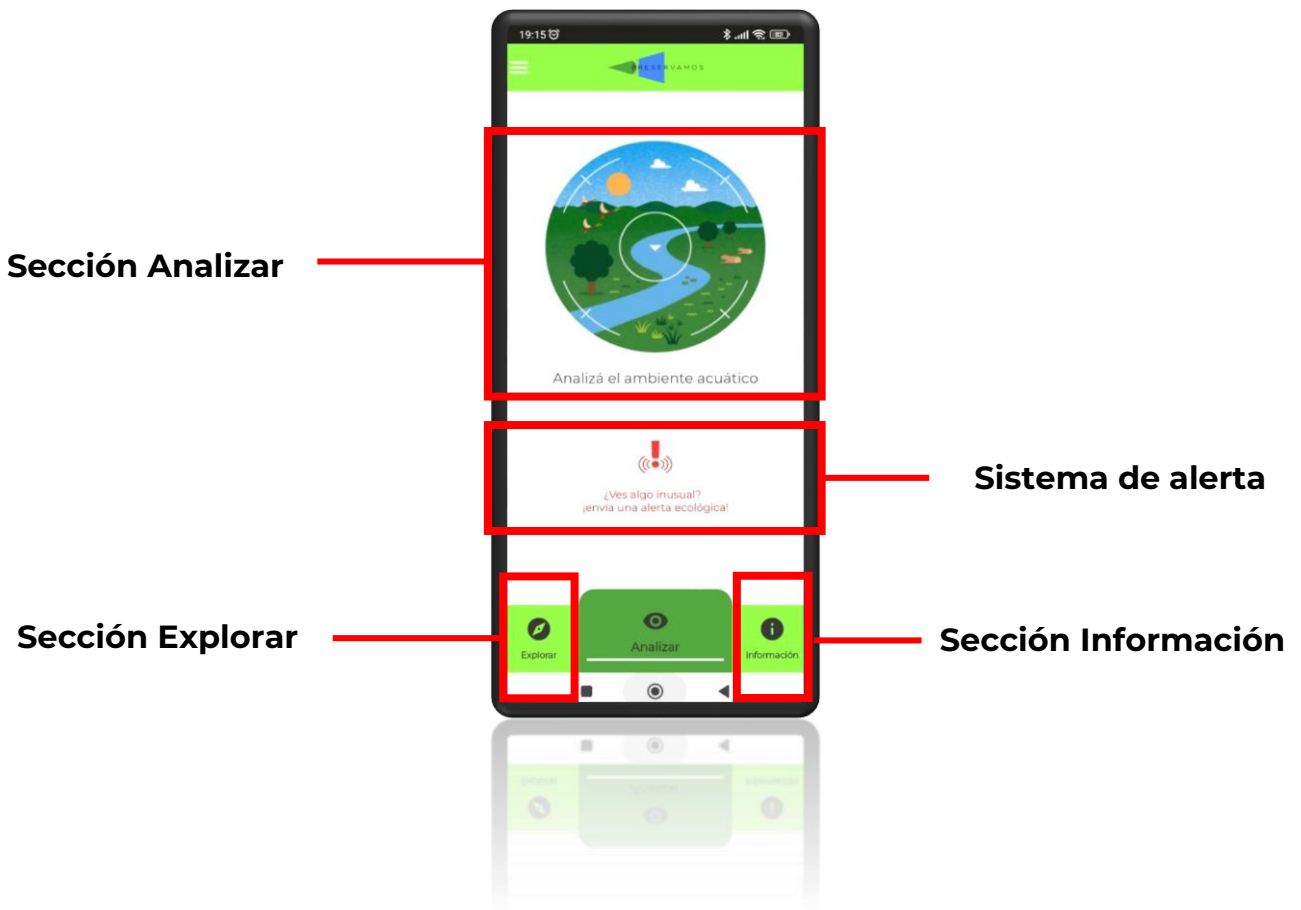 19:15
82
PRESERVAMOS
Sección Analizar
Analizá el ambiente acuático
Sistema de alerta
¿Ves algo inusual?
¡envía una alerta ecológica!
Sección Explorar
Explorar
Analizar
Información
Sección Información